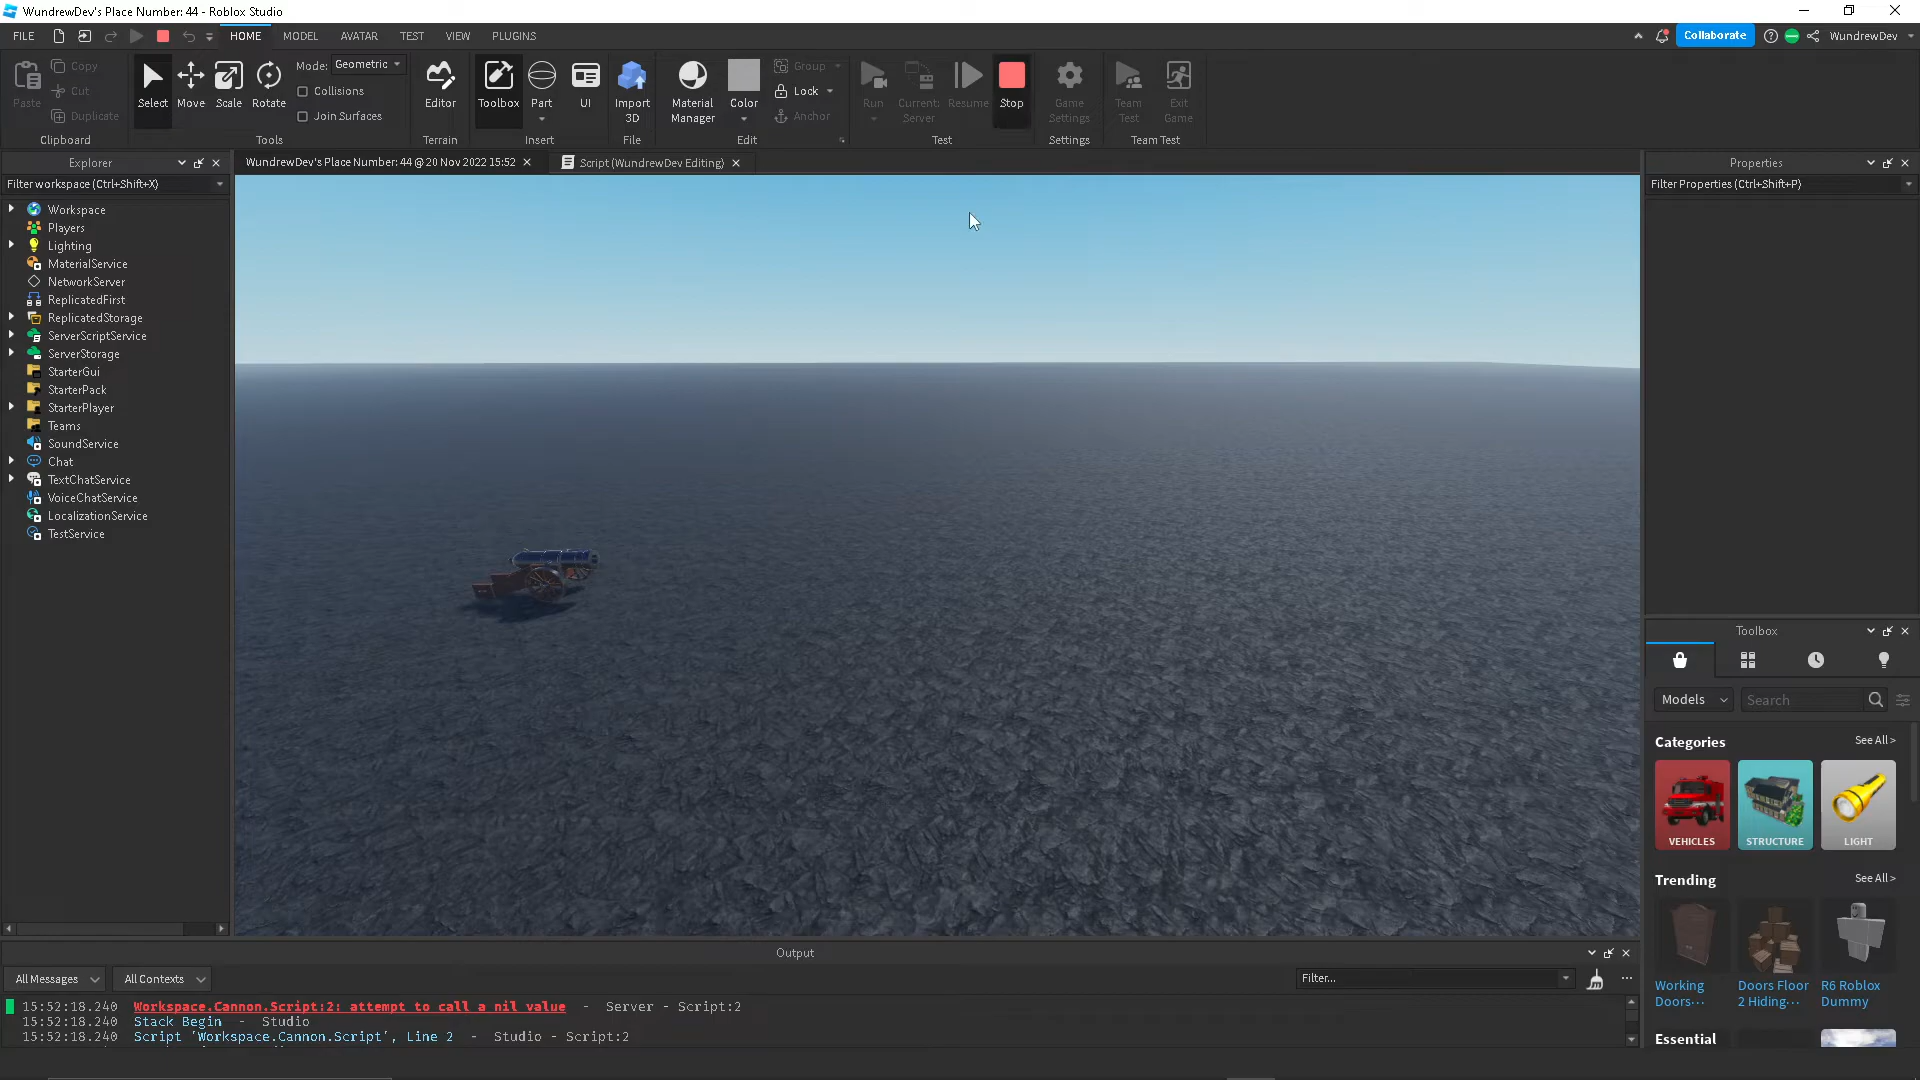 WundrewDev's Place Number: 44 - Roblox Studio
FILE HOME MODEL AVATAR TEST VIEW PLUGINS Collaborate WundrewDev
Paste
Copy
Cut
Duplicate
Clipboard
Select Move Scale Rotate
Mode: Geometric
Collisions
Join Surfaces
Tools
Editor
Terrain
Toolbox Part UI
Insert
Import 3D
File
Material Manager
Color
Group
Lock
Anchor
Edit
Run
Current: Server
Resume
Stop
Test
Game Settings
Settings
Team Test
Exit Game
Team Test
Explorer
Filter workspace (Ctrl+Shift+X)
Workspace
Players
Lighting
MaterialService
NetworkServer
ReplicatedFirst
ReplicatedStorage
ServerScriptService
ServerStorage
StarterGui
StarterPack
StarterPlayer
Teams
SoundService
Chat
TextChatService
VoiceChatService
LocalizationService
TestService
WundrewDev's Place Number: 44 @ 20 Nov 2022 15:52
Script (WundrewDev Editing)
Properties
Filter Properties (Ctrl+Shift+P)
Toolbox
Models
Search
Categories See All >
VEHICLES STRUCTURE LIGHT
Trending See All >
Working Doors...
Doors Floor 2 Hiding...
R6 Roblox Dummy
Essential
Output
All Messages All Contexts Filter...
15:52:18.240 Workspace.Cannon.Script:2: attempt to call a nil value - Server - Script:2
15:52:18.240 Stack Begin - Studio
15:52:18.240 Script 'Workspace.Cannon.Script', Line 2 - Studio - Script:2